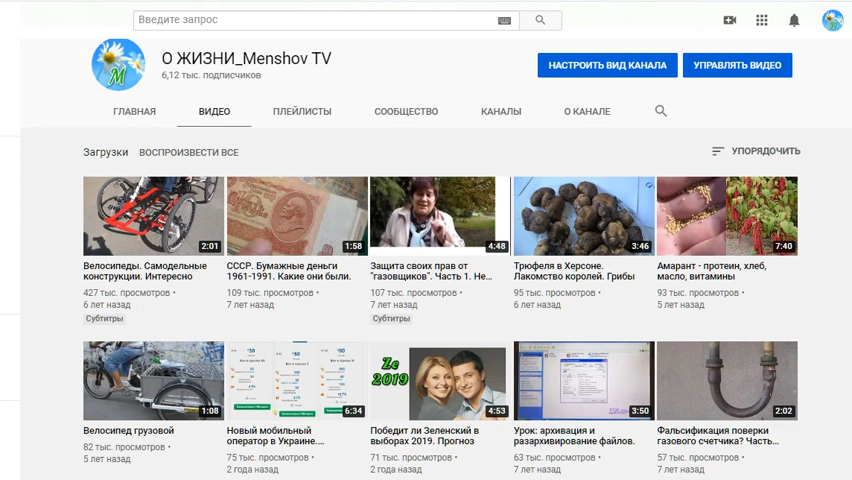 Введите запрос
О ЖИЗНИ_Menshov TV
6,12 тыс. подписчиков
НАСТРОИТЬ ВИД КАНАЛА
УПРАВЛЯТЬ ВИДЕО
ГЛАВНАЯ
ВИДЕО
ПЛЕЙЛИСТЫ
СООБЩЕСТВО
КАНАЛЫ
О КАНАЛЕ
Загрузки
ВОСПРОИЗВЕСТИ ВСЕ
УПОРЯДОЧИТЬ
2:01
Велосипеды. Самодельные
конструкции. Интересно
427 тыс. просмотров •
6 лет назад
Субтитры
1:58
СССР. Бумажные деньги
1961-1991. Какие они были.
109 тыс. просмотров •
7 лет назад
4:48
Защита своих прав от
"газовщиков". Часть 1. Не...
107 тыс. просмотров •
7 лет назад
Субтитры
3:46
Трюфеля в Херсоне.
Лакомство королей. Грибы
95 тыс. просмотров •
6 лет назад
7:40
Амарант - протеин, хлеб,
масло, витамины
93 тыс. просмотров •
5 лет назад
1:08
Велосипед грузовой
82 тыс. просмотров •
5 лет назад
6:34
Новый мобильный
оператор в Украине....
75 тыс. просмотров •
2 года назад
Ze
2019
4:53
Победит ли Зеленский в
выборах 2019. Прогноз
71 тыс. просмотров •
2 года назад
3:50
Урок: архивация и
разархивирование файлов.
63 тыс. просмотров •
7 лет назад
2:02
Фальсификация поверки
газового счетчика? Часть...
57 тыс. просмотров •
7 лет назад